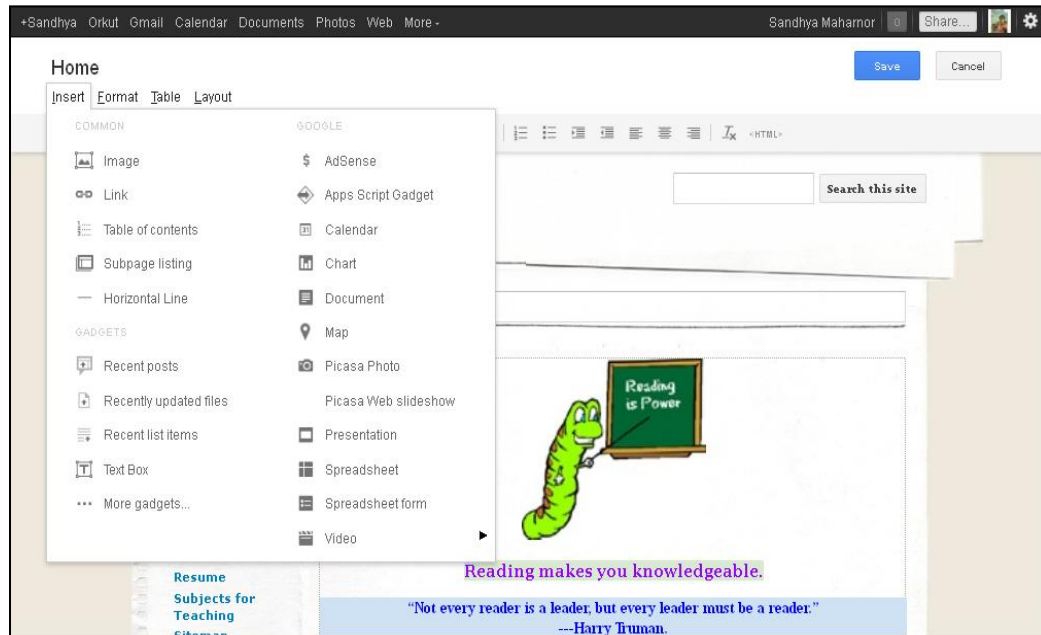 +Sandhya Orkut Gmail Calendar Documents Photos Web More
Sandhya Maharnor 0 Share...
Home
Save Cancel
Insert Format Table Layout
<HTML>
COMMON
Image
Link
Table of contents
Subpage listing
Horizontal Line
GADGETS
Recent posts
Recently updated files
Recent list items
Text Box
More gadgets...
GOOGLE
$ AdSense
Apps Script Gadget
31 Calendar
Chart
Document
Map
Picasa Photo
Picasa Web slideshow
Presentation
Spreadsheet
Spreadsheet form
Video
Search this site
Reading
is Power
Reading makes you knowledgeable.
“Not every reader is a leader, but every leader must be a reader.”
---Harry Truman.
Resume
Subjects for
Teaching
Sitemap